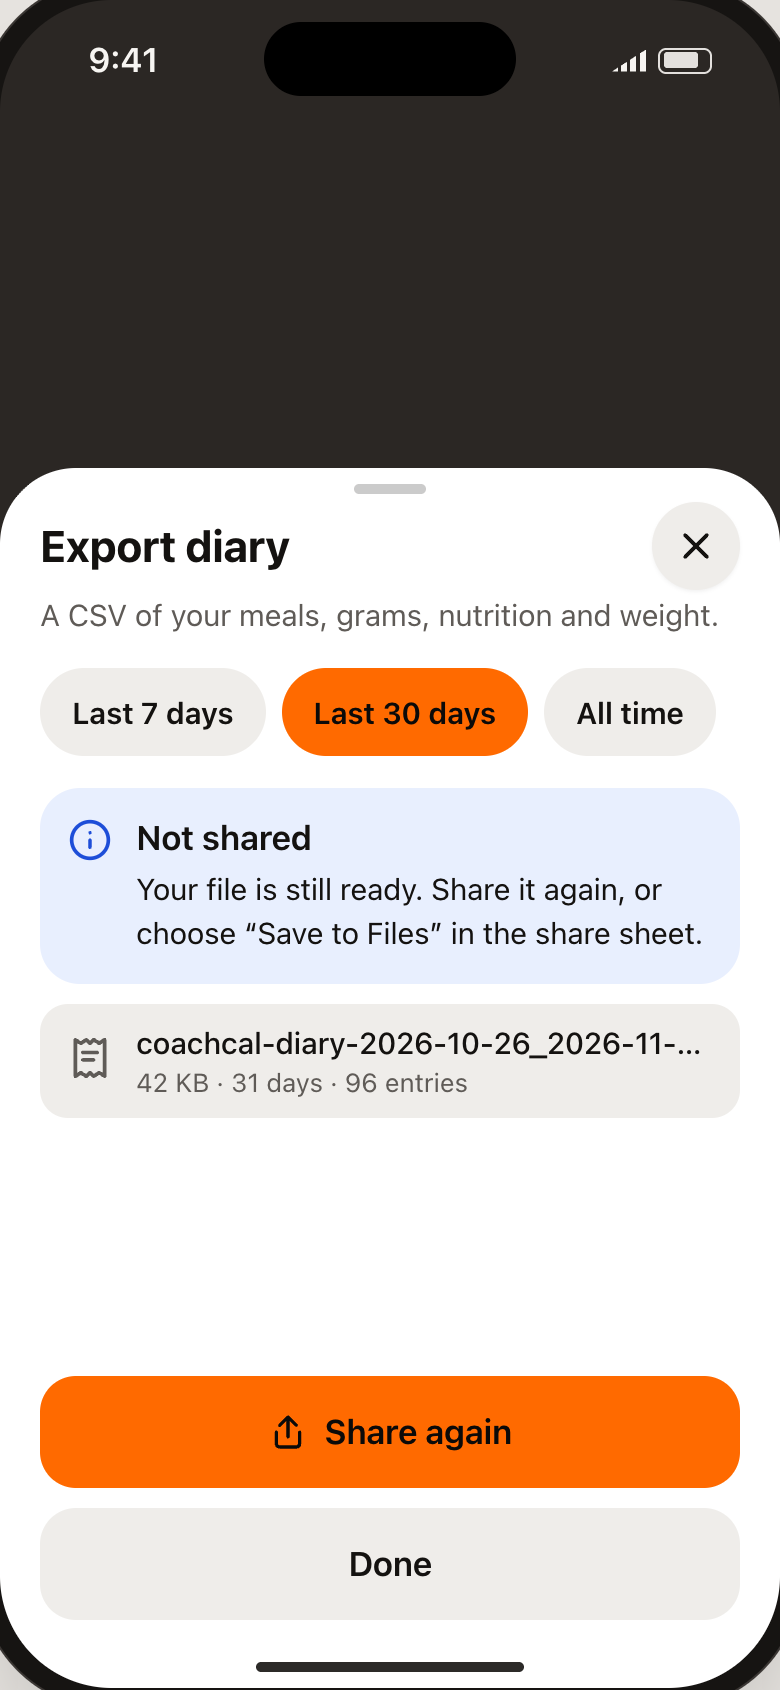 9:41
Export diary
A CSV of your meals, grams, nutrition and weight.
Last 7 days
Last 30 days
All time
Not shared
Your file is still ready. Share it again, or
choose “Save to Files” in the share sheet.
coachcal-diary-2026-10-26_2026-11-...
42 KB · 31 days · 96 entries
Share again
Done